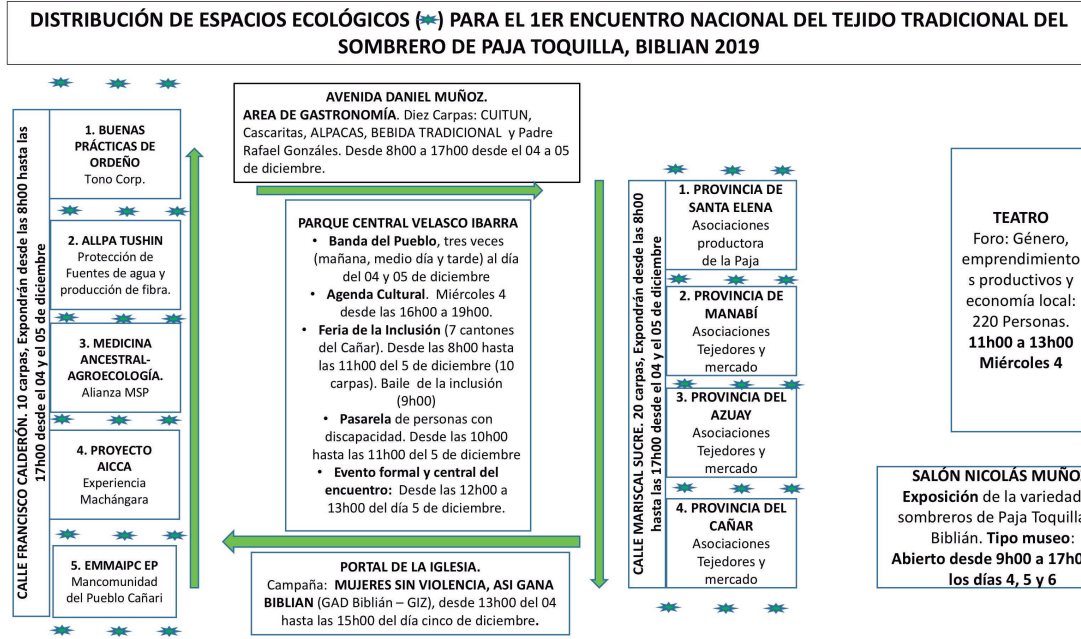 DISTRIBUCIÓN DE ESPACIOS ECOLÓGICOS ( ) PARA EL 1ER ENCUENTRO NACIONAL DEL TEJIDO TRADICIONAL DEL
SOMBRERO DE PAJA TOQUILLA, BIBLIAN 2019
CALLE FRANCISCO CALDERÓN. 10 carpas, Expondrán desde las 8h00 hasta las
17h00 desde el 04 y el 05 de diciembre
1. BUENAS
PRÁCTICAS DE
ORDEÑO
Tono Corp.
2. ALLPA TUSHIN
Protección de
Fuentes de agua y
producción de fibra.
3. MEDICINA
ANCESTRAL-
AGROECOLOGÍA.
Alianza MSP
4. PROYECTO
AICCA
Experiencia
Machángara
5. EMMAIPC EP
Mancomunidad
del Pueblo Cañari
AVENIDA DANIEL MUÑOZ.
AREA DE GASTRONOMÍA. Diez Carpas: CUITUN,
Cascaritas, ALPACAS, BEBIDA TRADICIONAL y Padre
Rafael Gonzáles. Desde 8h00 a 17h00 desde el 04 a 05
de diciembre.
PARQUE CENTRAL VELASCO IBARRA
• Banda del Pueblo, tres veces
(mañana, medio día y tarde) al día
del 04 y 05 de diciembre
• Agenda Cultural. Miércoles 4
desde las 16h00 a 19h00.
• Feria de la Inclusión (7 cantones
del Cañar). Desde las 8h00 hasta
las 11h00 del 5 de diciembre (10
carpas). Baile de la inclusión
(9h00)
• Pasarela de personas con
discapacidad. Desde las 10h00
hasta las 11h00 del 5 de diciembre
• Evento formal y central del
encuentro: Desde las 12h00 a
13h00 del día 5 de diciembre.
PORTAL DE LA IGLESIA.
Campaña: MUJERES SIN VIOLENCIA, ASI GANA
BIBLIAN (GAD Biblián – GIZ), desde 13h00 del 04
hasta las 15h00 del día cinco de diciembre.
CALLE MARISCAL SUCRE. 20 carpas, Expondrán desde las 8h00
hasta las 17h00 desde el 04 y el 05 de diciembre
1. PROVINCIA DE
SANTA ELENA
Asociaciones
productora
de la Paja
2. PROVINCIA DE
MANABÍ
Asociaciones
Tejedores y
mercado
3. PROVINCIA DEL
AZUAY
Asociaciones
Tejedores y
mercado
4. PROVINCIA DEL
CAÑAR
Asociaciones
Tejedores y
mercado
TEATRO
Foro: Género,
emprendimiento
s productivos y
economía local:
220 Personas.
11h00 a 13h00
Miércoles 4
SALÓN NICOLÁS MUÑO
Exposición de la variedad
sombreros de Paja Toquill
Biblián. Tipo museo:
Abierto desde 9h00 a 17h0
los días 4, 5 y 6